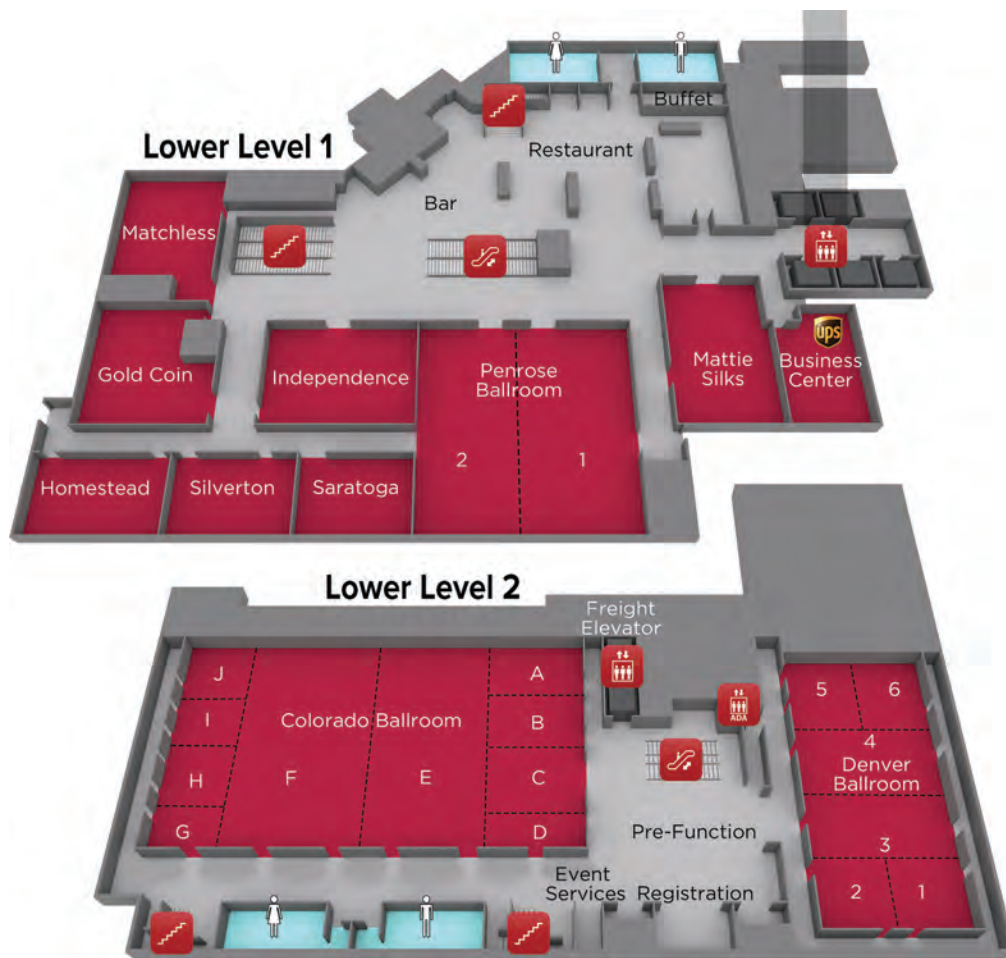 Buffet
Restaurant
Lower Level 1
Bar
Matchless
ups
Gold Coin
Independence
Penrose
Ballroom
Mattie
Silks
Business
Center
2
1
Homestead
Silverton
Saratoga
Lower Level 2
Freight
Elevator
J
A
5
6
ADA
I
Colorado Ballroom
B
4
Denver
Ballroom
H
F
E
C
G
D
Pre-Function
3
Event
Services
Registration
2
1